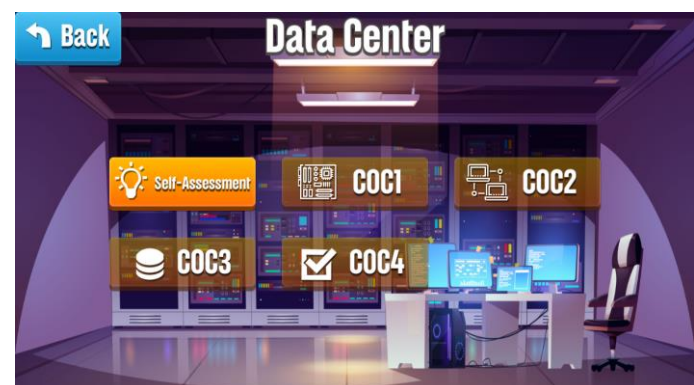 Back
Data Center
Self-Assessment
COC1
COC2
COC3
COC4